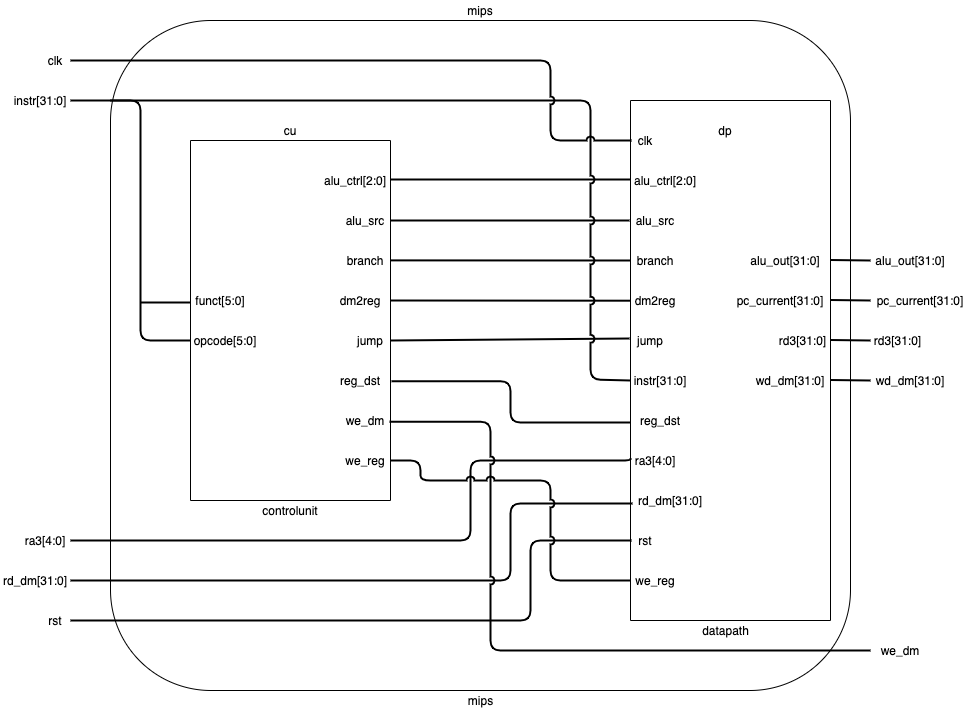 mips
clk
instr[31:0]
cu
dp
clk
alu_ctrl[2:0]
alu_ctrl[2:0]
alu_src
alu_src
branch
branch
alu_out[31:0]
alu_out[31:0]
funct[5:0]
dm2reg
dm2reg
pc_current[31:0]
pc_current[31:0]
opcode[5:0]
jump
jump
rd3[31:0]
rd3[31:0]
reg_dst
instr[31:0]
wd_dm[31:0]
wd_dm[31:0]
we_dm
reg_dst
we_reg
ra3[4:0]
rd_dm[31:0]
controlunit
ra3[4:0]
rst
rd_dm[31:0]
we_reg
rst
datapath
we_dm
mips